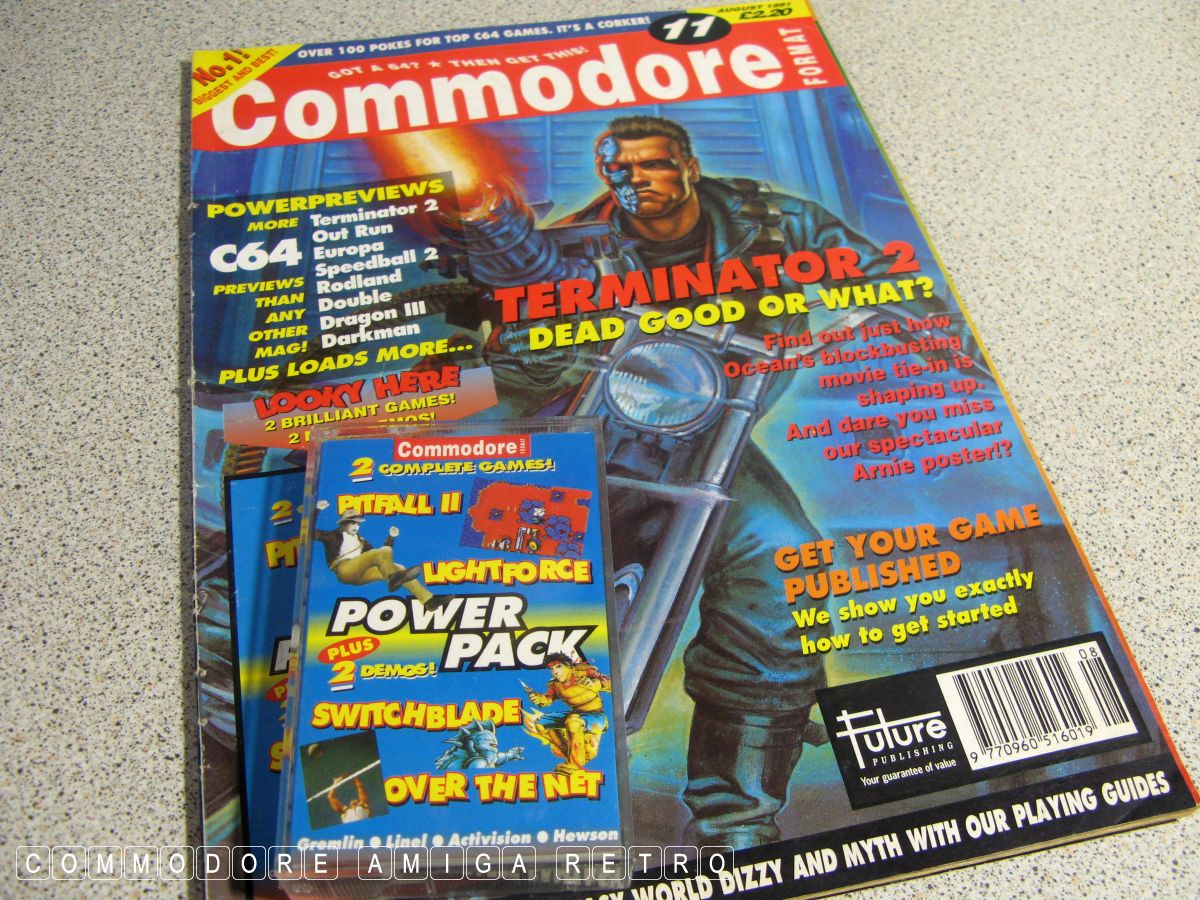 No.1!
BIGGEST AND BEST!
OVER 100 POKES FOR TOP C64 GAMES. IT'S A CORKER!
11
AUGUST 1991
£2.20
GOT A 64? ★ THEN GET THIS!
Commodore
FORMAT
POWERPREVIEWS
MORE
C64
PREVIEWS
THAN
ANY
OTHER
MAG!
Terminator 2
Out Run
Europa
Speedball 2
Rodland
Double
Dragon III
Darkman
PLUS LOADS MORE...
TERMINATOR 2
DEAD GOOD OR WHAT?
Find out just how
Ocean's blockbusting
movie tie-in is
shaping up.
And dare you miss
our spectacular
Arnie poster!?
LOOKY HERE
2 BRILLIANT GAMES!
2
GET YOUR GAME
PUBLISHED
We show you exactly
how to get started
Commodore
FORMAT
2 COMPLETE GAMES!
PITFALL II
LIGHTFORCE
POWER
PACK
PLUS
2 DEMOS!
SWITCHBLADE
OVER THE NET
Gremlin ● Linel ● Activision ● Hewson
2
Future
PUBLISHING
Your guarantee of value
08
9 770960 516019
WORLD DIZZY AND MYTH WITH OUR PLAYING GUIDES
COMMODORE AMIGA RETRO